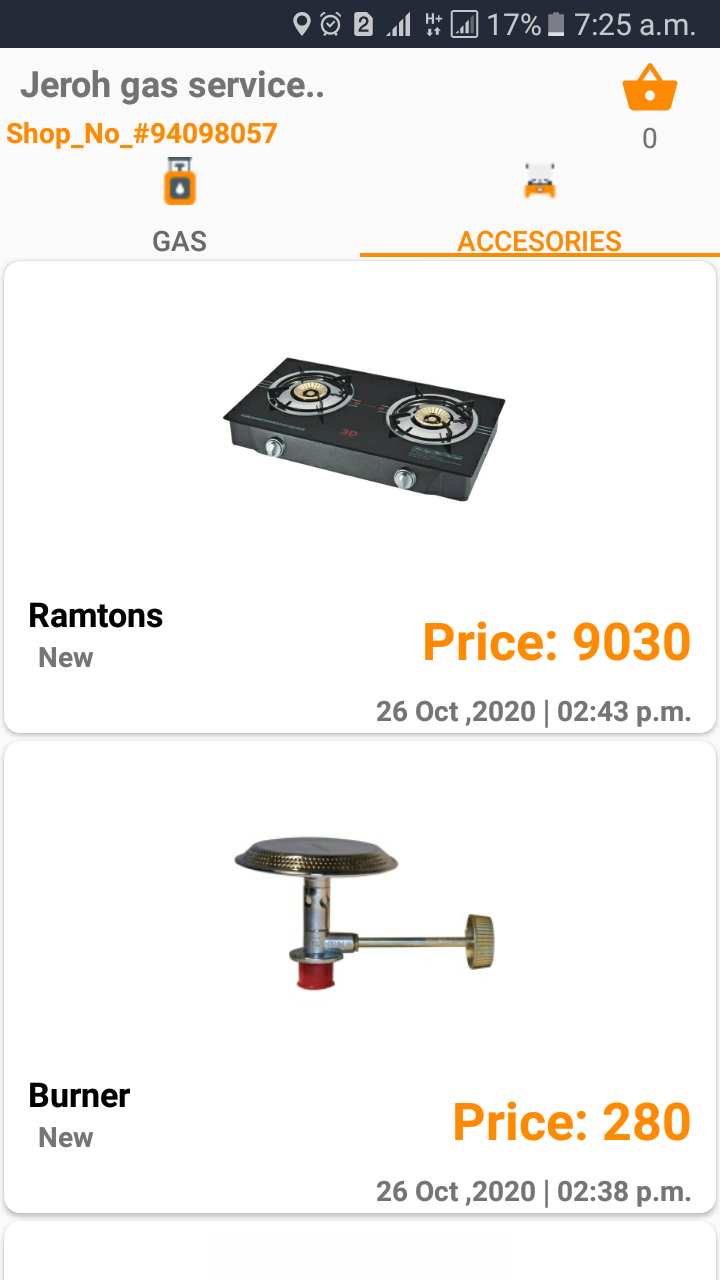 2 H+ 17% 7:25 a.m.
Jeroh gas service..
Shop_No_#94098057
0
GAS
ACCESORIES
3D
Ramtons
New
Price: 9030
26 Oct ,2020 | 02:43 p.m.
Burner
New
Price: 280
26 Oct ,2020 | 02:38 p.m.